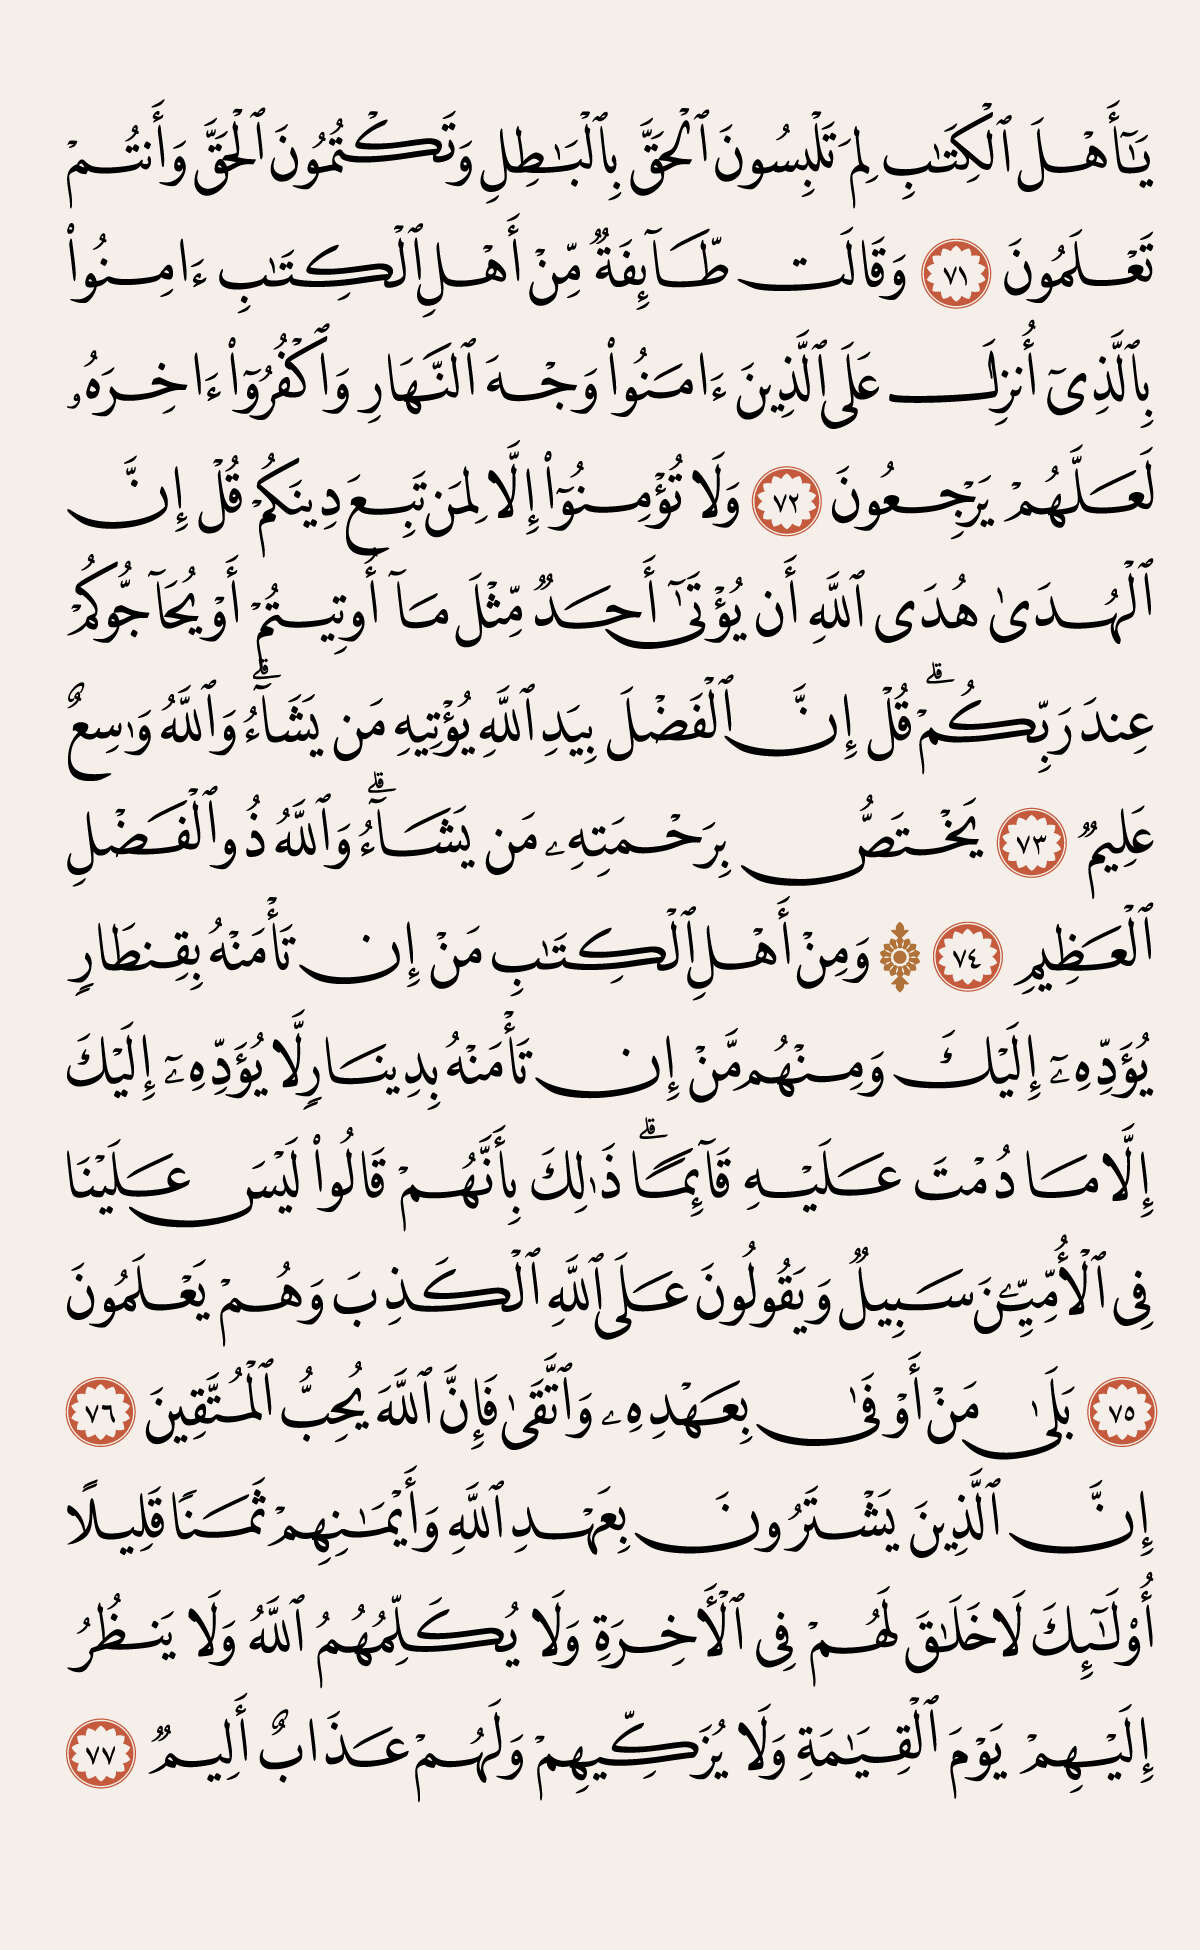 يَٰٓأَهۡلَ ٱلۡكِتَٰبِ لِمَ تَلۡبِسُونَ ٱلۡحَقَّ بِٱلۡبَٰطِلِ وَتَكۡتُمُونَ ٱلۡحَقَّ وَأَنتُمۡ
تَعۡلَمُونَ ٧١ وَقَالَت طَّآئِفَةٞ مِّنۡ أَهۡلِ ٱلۡكِتَٰبِ ءَامِنُواْ
بِٱلَّذِيٓ أُنزِلَ عَلَى ٱلَّذِينَ ءَامَنُواْ وَجۡهَ ٱلنَّهَارِ وَٱكۡفُرُوٓاْ ءَاخِرَهُۥ
لَعَلَّهُمۡ يَرۡجِعُونَ ٧٢ وَلَا تُؤۡمِنُوٓاْ إِلَّا لِمَن تَبِعَ دِينَكُمۡ قُلۡ إِنَّ
ٱلۡهُدَىٰ هُدَى ٱللَّهِ أَن يُؤۡتَىٰٓ أَحَدٞ مِّثۡلَ مَآ أُوتِيتُمۡ أَوۡ يُحَآجُّوكُمۡ
عِندَ رَبِّكُمۡۗ قُلۡ إِنَّ ٱلۡفَضۡلَ بِيَدِ ٱللَّهِ يُؤۡتِيهِ مَن يَشَآءُۗ وَٱللَّهُ وَٰسِعٌ
عَلِيمٞ ٧٣ يَخۡتَصُّ بِرَحۡمَتِهِۦ مَن يَشَآءُۗ وَٱللَّهُ ذُو ٱلۡفَضۡلِ
ٱلۡعَظِيمِ ٧٤ ۞ وَمِنۡ أَهۡلِ ٱلۡكِتَٰبِ مَنۡ إِن تَأۡمَنۡهُ بِقِنطَارٖ
يُؤَدِّهِۦٓ إِلَيۡكَ وَمِنۡهُم مَّنۡ إِن تَأۡمَنۡهُ بِدِينَارٖ لَّا يُؤَدِّهِۦٓ إِلَيۡكَ
إِلَّا مَا دُمۡتَ عَلَيۡهِ قَآئِمٗاۗ ذَٰلِكَ بِأَنَّهُمۡ قَالُواْ لَيۡسَ عَلَيۡنَا
فِي ٱلۡأُمِّيِّـۧنَ سَبِيلٞ وَيَقُولُونَ عَلَى ٱللَّهِ ٱلۡكَذِبَ وَهُمۡ يَعۡلَمُونَ
٧٥ بَلَىٰ مَنۡ أَوۡفَىٰ بِعَهۡدِهِۦ وَٱتَّقَىٰ فَإِنَّ ٱللَّهَ يُحِبُّ ٱلۡمُتَّقِينَ ٧٦
إِنَّ ٱلَّذِينَ يَشۡتَرُونَ بِعَهۡدِ ٱللَّهِ وَأَيۡمَٰنِهِمۡ ثَمَنٗا قَلِيلًا
أُوْلَٰٓئِكَ لَا خَلَٰقَ لَهُمۡ فِي ٱلۡأٓخِرَةِ وَلَا يُكَلِّمُهُمُ ٱللَّهُ وَلَا يَنظُرُ
إِلَيۡهِمۡ يَوۡمَ ٱلۡقِيَٰمَةِ وَلَا يُزَكِّيهِمۡ وَلَهُمۡ عَذَابٌ أَلِيمٞ ٧٧